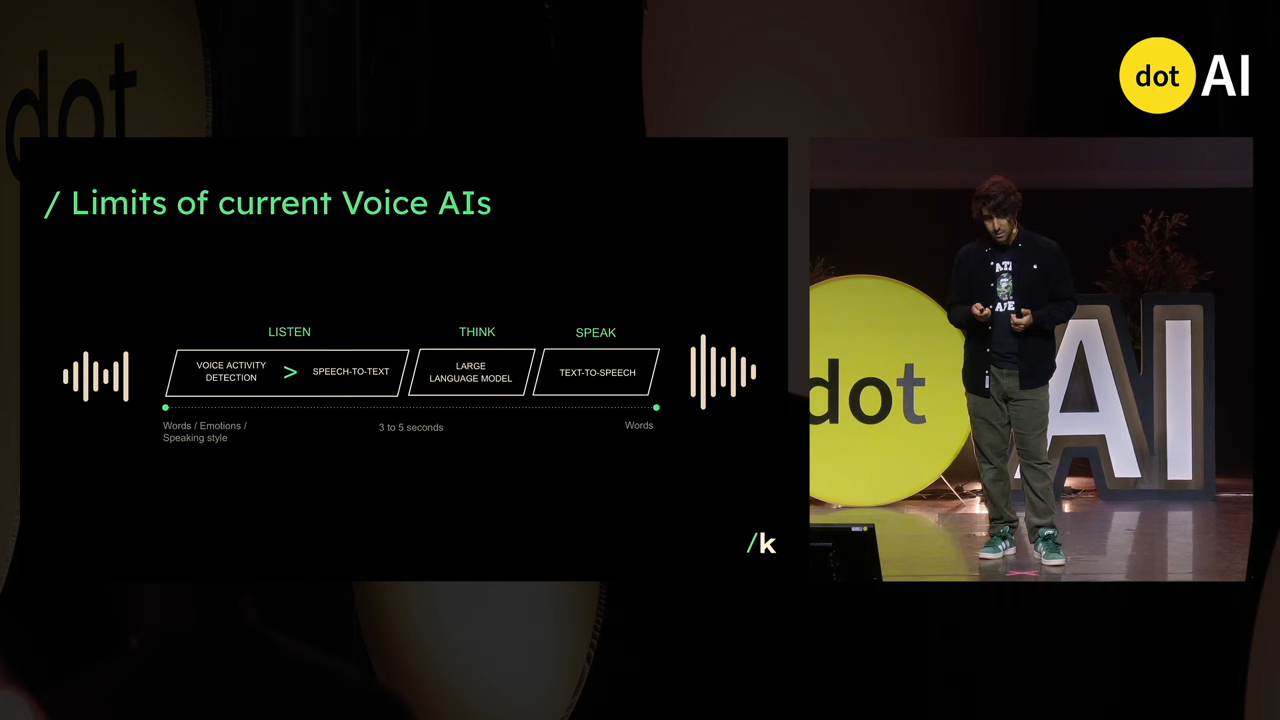 dot
dot AI
/ Limits of current Voice AIs
LISTEN
THINK
SPEAK
VOICE ACTIVITY
DETECTION
>
SPEECH-TO-TEXT
LARGE
LANGUAGE MODEL
TEXT-TO-SPEECH
Words / Emotions /
Speaking style
3 to 5 seconds
Words
/k
dot AI